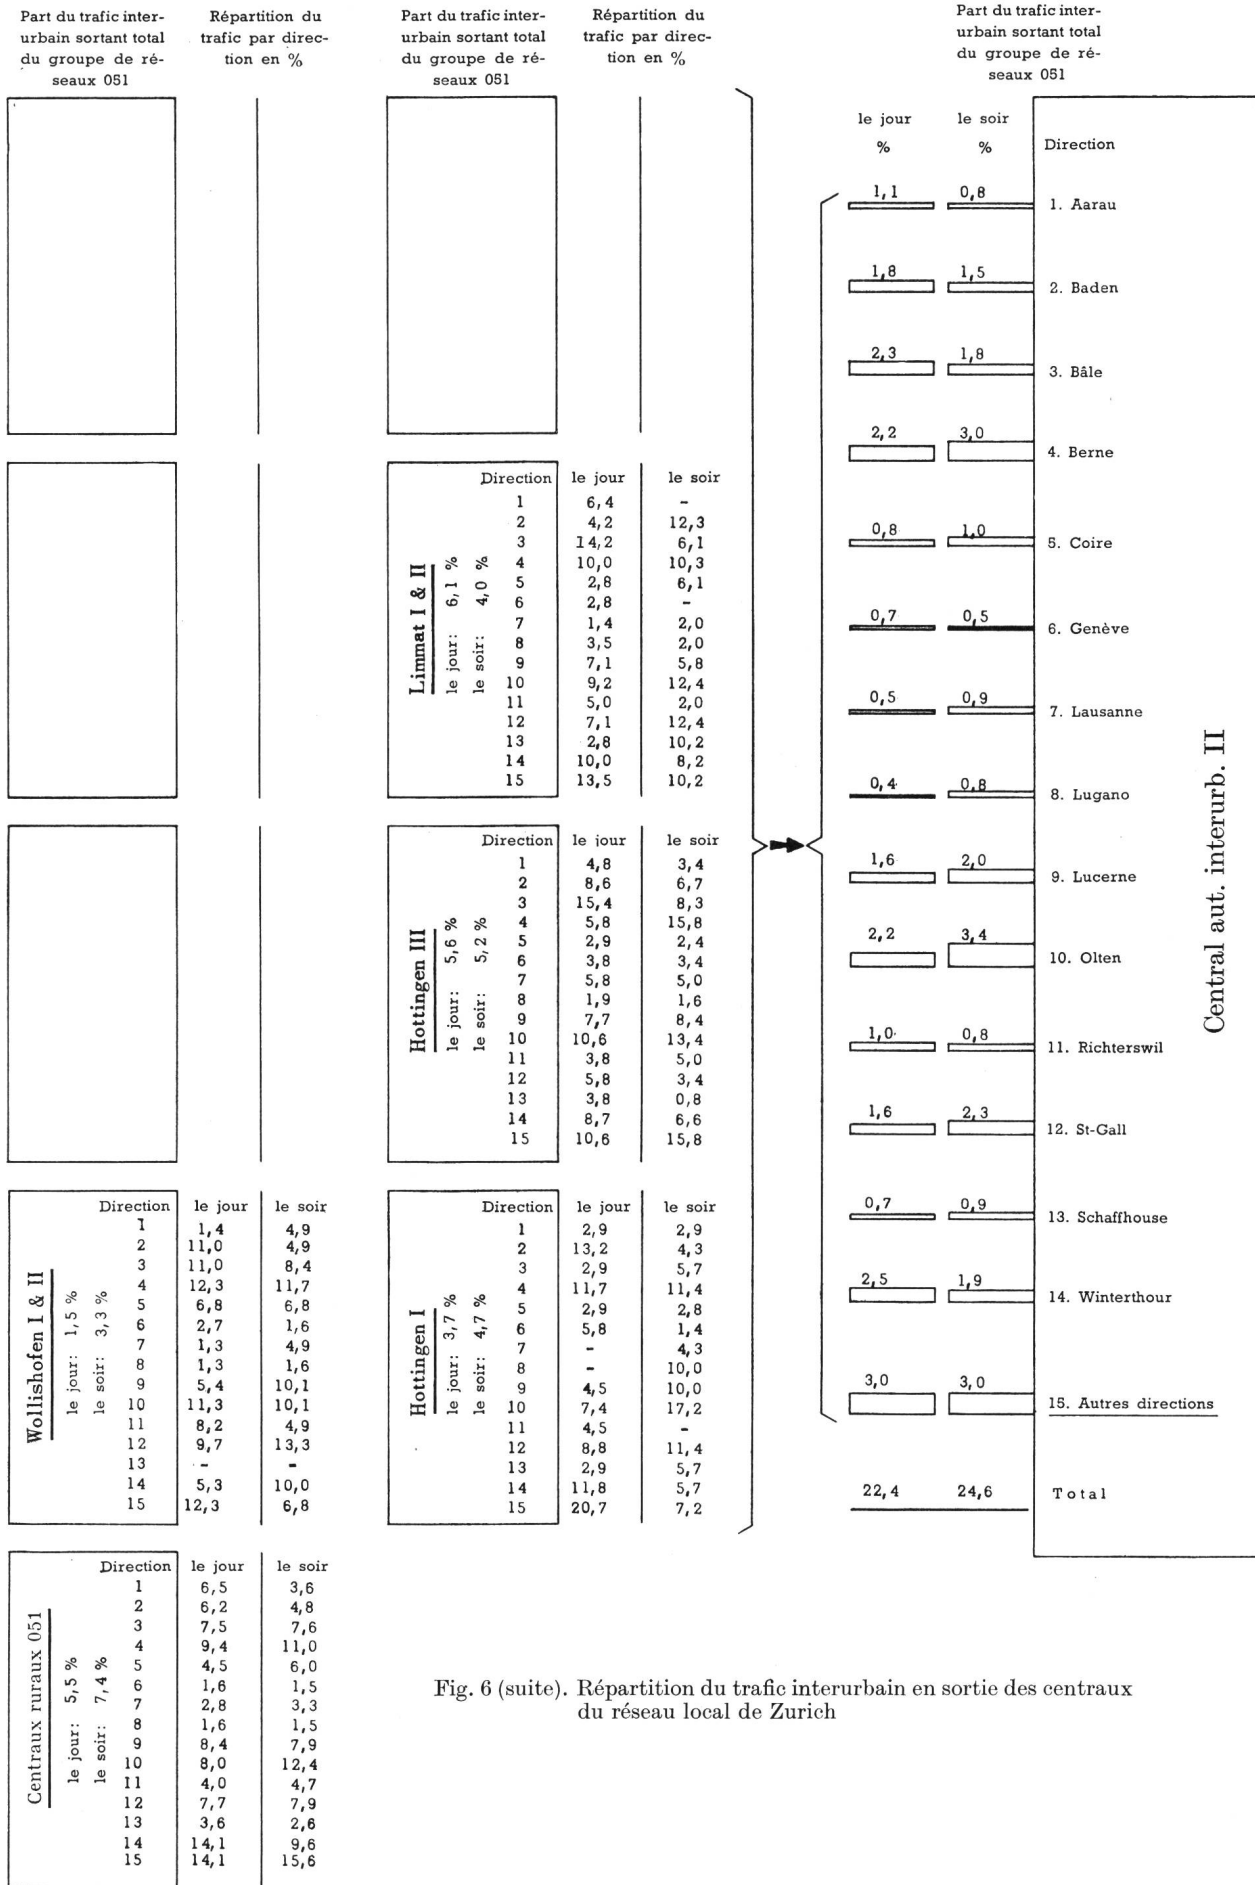 Part du trafic inter-
urbain sortant total
du groupe de ré-
seaux 051
Répartition du
trafic par direc-
tion en %
Part du trafic inter-
urbain sortant total
du groupe de ré-
seaux 051
Répartition du
trafic par direc-
tion en %
Part du trafic inter-
urbain sortant total
du groupe de ré-
seaux 051
Limmat I & II
le jour: 6,1 %
le soir: 4,0 %
Direction le jour le soir
1 6,4 -
2 4,2 12,3
3 14,2 6,1
4 10,0 10,3
5 2,8 6,1
6 2,8 -
7 1,4 2,0
8 3,5 2,0
9 7,1 5,8
10 9,2 12,4
11 5,0 2,0
12 7,1 12,4
13 2,8 10,2
14 10,0 8,2
15 13,5 10,2
Hottingen III
le jour: 5,6 %
le soir: 5,2 %
Direction le jour le soir
1 4,8 3,4
2 8,6 6,7
3 15,4 8,3
4 5,8 15,8
5 2,9 2,4
6 3,8 3,4
7 5,8 5,0
8 1,9 1,6
9 7,7 8,4
10 10,6 13,4
11 3,8 5,0
12 5,8 3,4
13 3,8 0,8
14 8,7 6,6
15 10,6 15,8
Wollishofen I & II
le jour: 1,5 %
le soir: 3,3 %
Direction le jour le soir
1 1,4 4,9
2 11,0 4,9
3 11,0 8,4
4 12,3 11,7
5 6,8 6,8
6 2,7 1,6
7 1,3 4,9
8 1,3 1,6
9 5,4 10,1
10 11,3 10,1
11 8,2 4,9
12 9,7 13,3
13 - -
14 5,3 10,0
15 12,3 6,8
Hottingen I
le jour: 3,7 %
le soir: 4,7 %
Direction le jour le soir
1 2,9 2,9
2 13,2 4,3
3 2,9 5,7
4 11,7 11,4
5 2,9 2,8
6 5,8 1,4
7 - 4,3
8 - 10,0
9 4,5 10,0
10 7,4 17,2
11 4,5 -
12 8,8 11,4
13 2,9 5,7
14 11,8 5,7
15 20,7 7,2
Centraux ruraux 051
le jour: 5,5 %
le soir: 7,4 %
Direction le jour le soir
1 6,5 3,6
2 6,2 4,8
3 7,5 7,6
4 9,4 11,0
5 4,5 6,0
6 1,6 1,5
7 2,8 3,3
8 1,6 1,5
9 8,4 7,9
10 8,0 12,4
11 4,0 4,7
12 7,7 7,9
13 3,6 2,6
14 14,1 9,6
15 14,1 15,6
le jour le soir
% % Direction
1,1 0,8 1. Aarau
1,8 1,5 2. Baden
2,3 1,8 3. Bâle
2,2 3,0 4. Berne
0,8 1,0 5. Coire
0,7 0,5 6. Genève
0,5 0,9 7. Lausanne
0,4 0,8 8. Lugano
1,6 2,0 9. Lucerne
2,2 3,4 10. Olten
1,0 0,8 11. Richterswil
1,6 2,3 12. St-Gall
0,7 0,9 13. Schaffhouse
2,5 1,9 14. Winterthour
3,0 3,0 15. Autres directions
22,4 24,6 Total
Central aut. interurb. II
Fig. 6 (suite). Répartition du trafic interurbain en sortie des centraux
du réseau local de Zurich